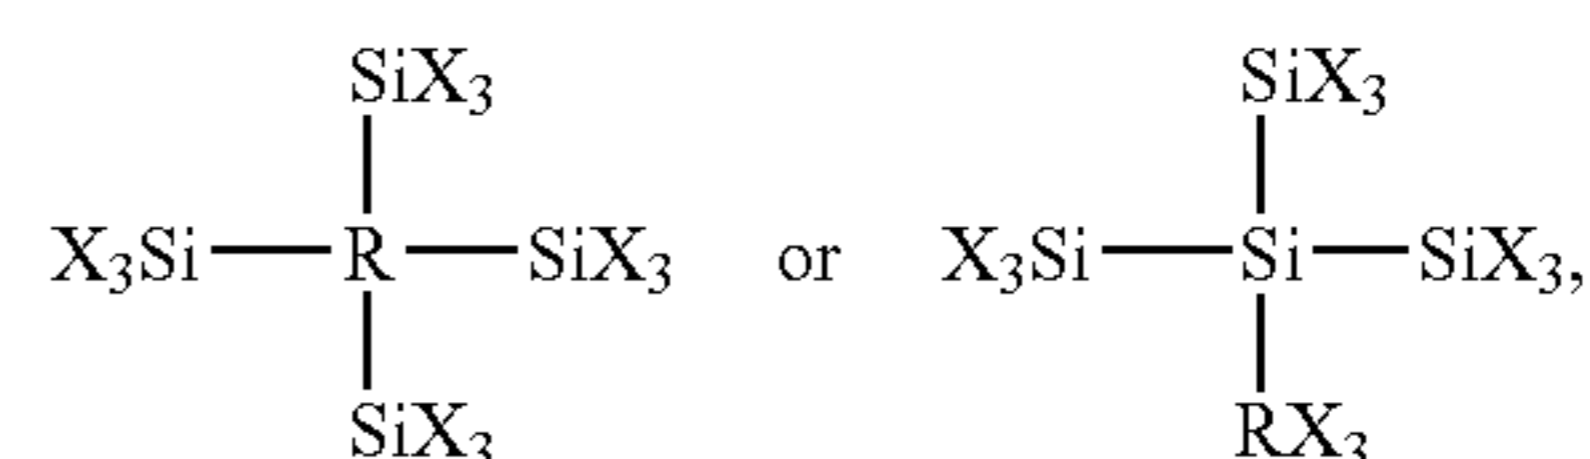 SiX₃ SiX₃
X₃Si—R—SiX₃ or X₃Si—Si—SiX₃,
SiX₃ RX₃